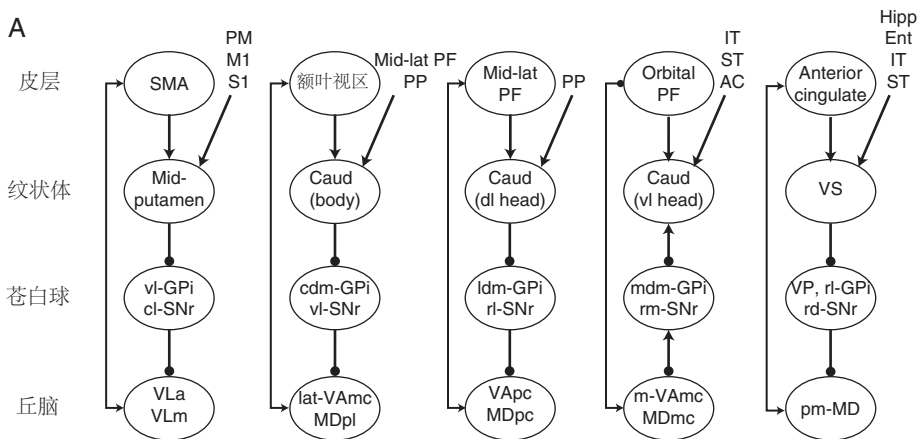 A
皮层
纹状体
苍白球
丘脑
PM
M1
S1
SMA
Mid-
putamen
vl-GPi
cl-SNr
VLa
VLm
Mid-lat PF
PP
额叶视区
Caud
(body)
cdm-GPi
vl-SNr
lat-VAmc
MDpl
PP
Mid-lat
PF
Caud
(dl head)
ldm-GPi
rl-SNr
VApc
MDpc
IT
ST
AC
Orbital
PF
Caud
(vl head)
mdm-GPi
rm-SNr
m-VAmc
MDmc
Hipp
Ent
IT
ST
Anterior
cingulate
VS
VP, rl-GPi
rd-SNr
pm-MD